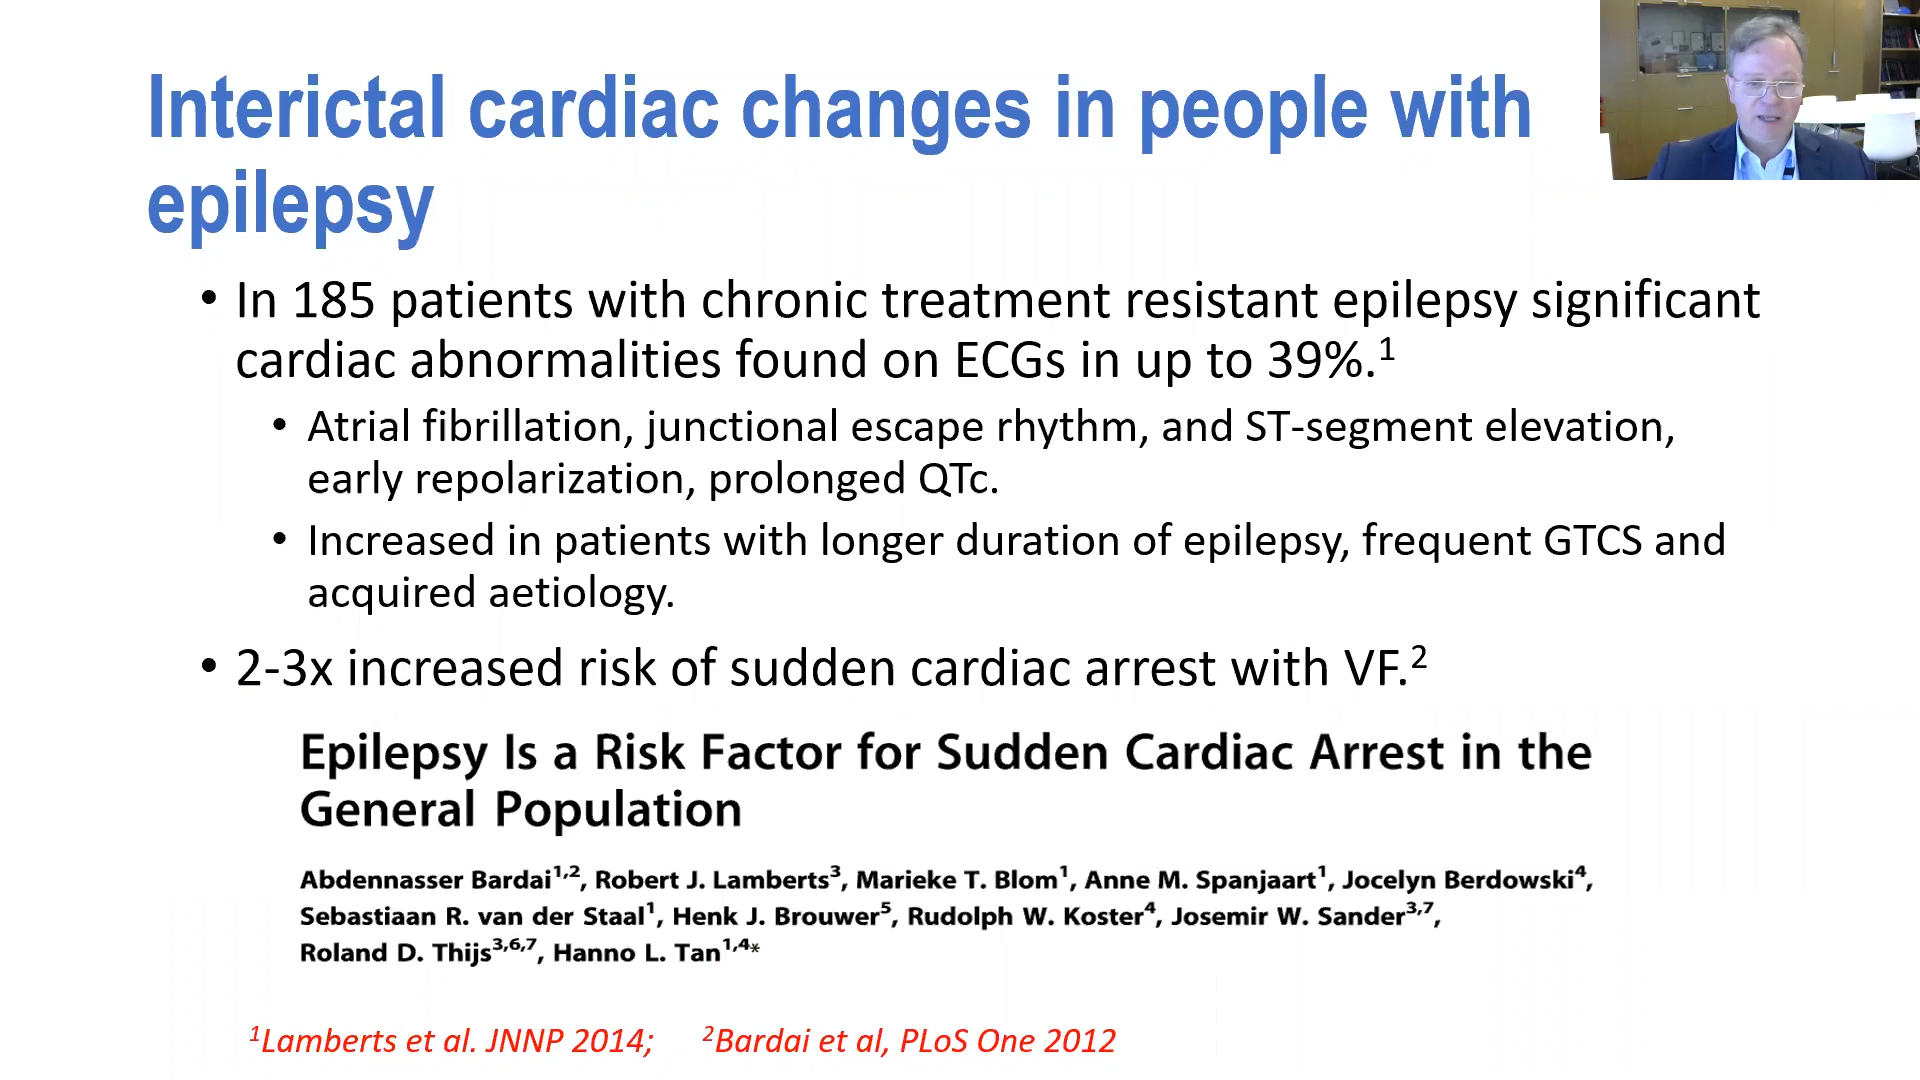 Interictal cardiac changes in people with
epilepsy
• In 185 patients with chronic treatment resistant epilepsy significant
cardiac abnormalities found on ECGs in up to 39%.¹
• Atrial fibrillation, junctional escape rhythm, and ST-segment elevation,
early repolarization, prolonged QTc.
• Increased in patients with longer duration of epilepsy, frequent GTCS and
acquired aetiology.
• 2-3x increased risk of sudden cardiac arrest with VF.²
Epilepsy Is a Risk Factor for Sudden Cardiac Arrest in the
General Population
Abdennasser Bardai¹,², Robert J. Lamberts³, Marieke T. Blom¹, Anne M. Spanjaart¹, Jocelyn Berdowski⁴,
Sebastiaan R. van der Staal¹, Henk J. Brouwer⁵, Rudolph W. Koster⁴, Josemir W. Sander³,⁷,
Roland D. Thijs³,⁶,⁷, Hanno L. Tan¹,⁴*
¹Lamberts et al. JNNP 2014; ²Bardai et al, PLoS One 2012